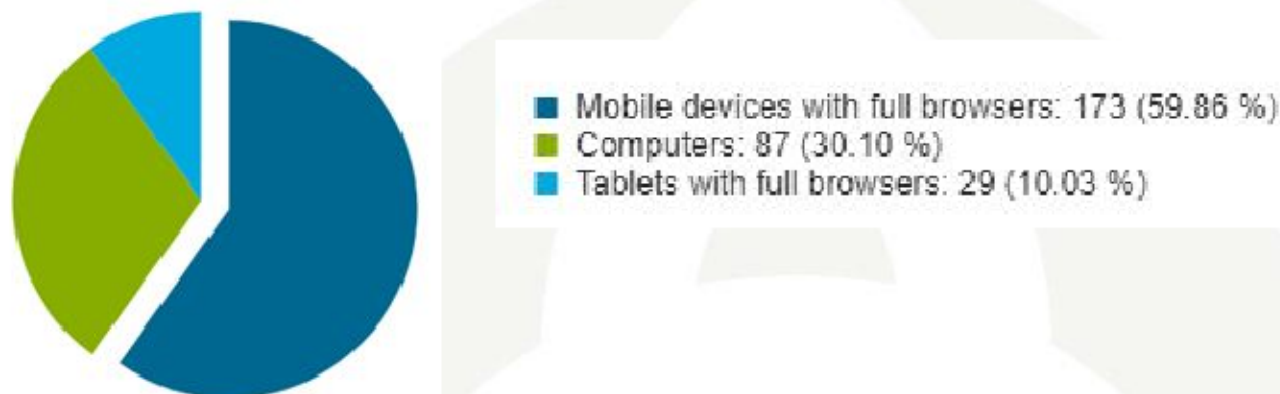 Mobile devices with full browsers: 173 (59.86 %)
Computers: 87 (30.10 %)
Tablets with full browsers: 29 (10.03 %)